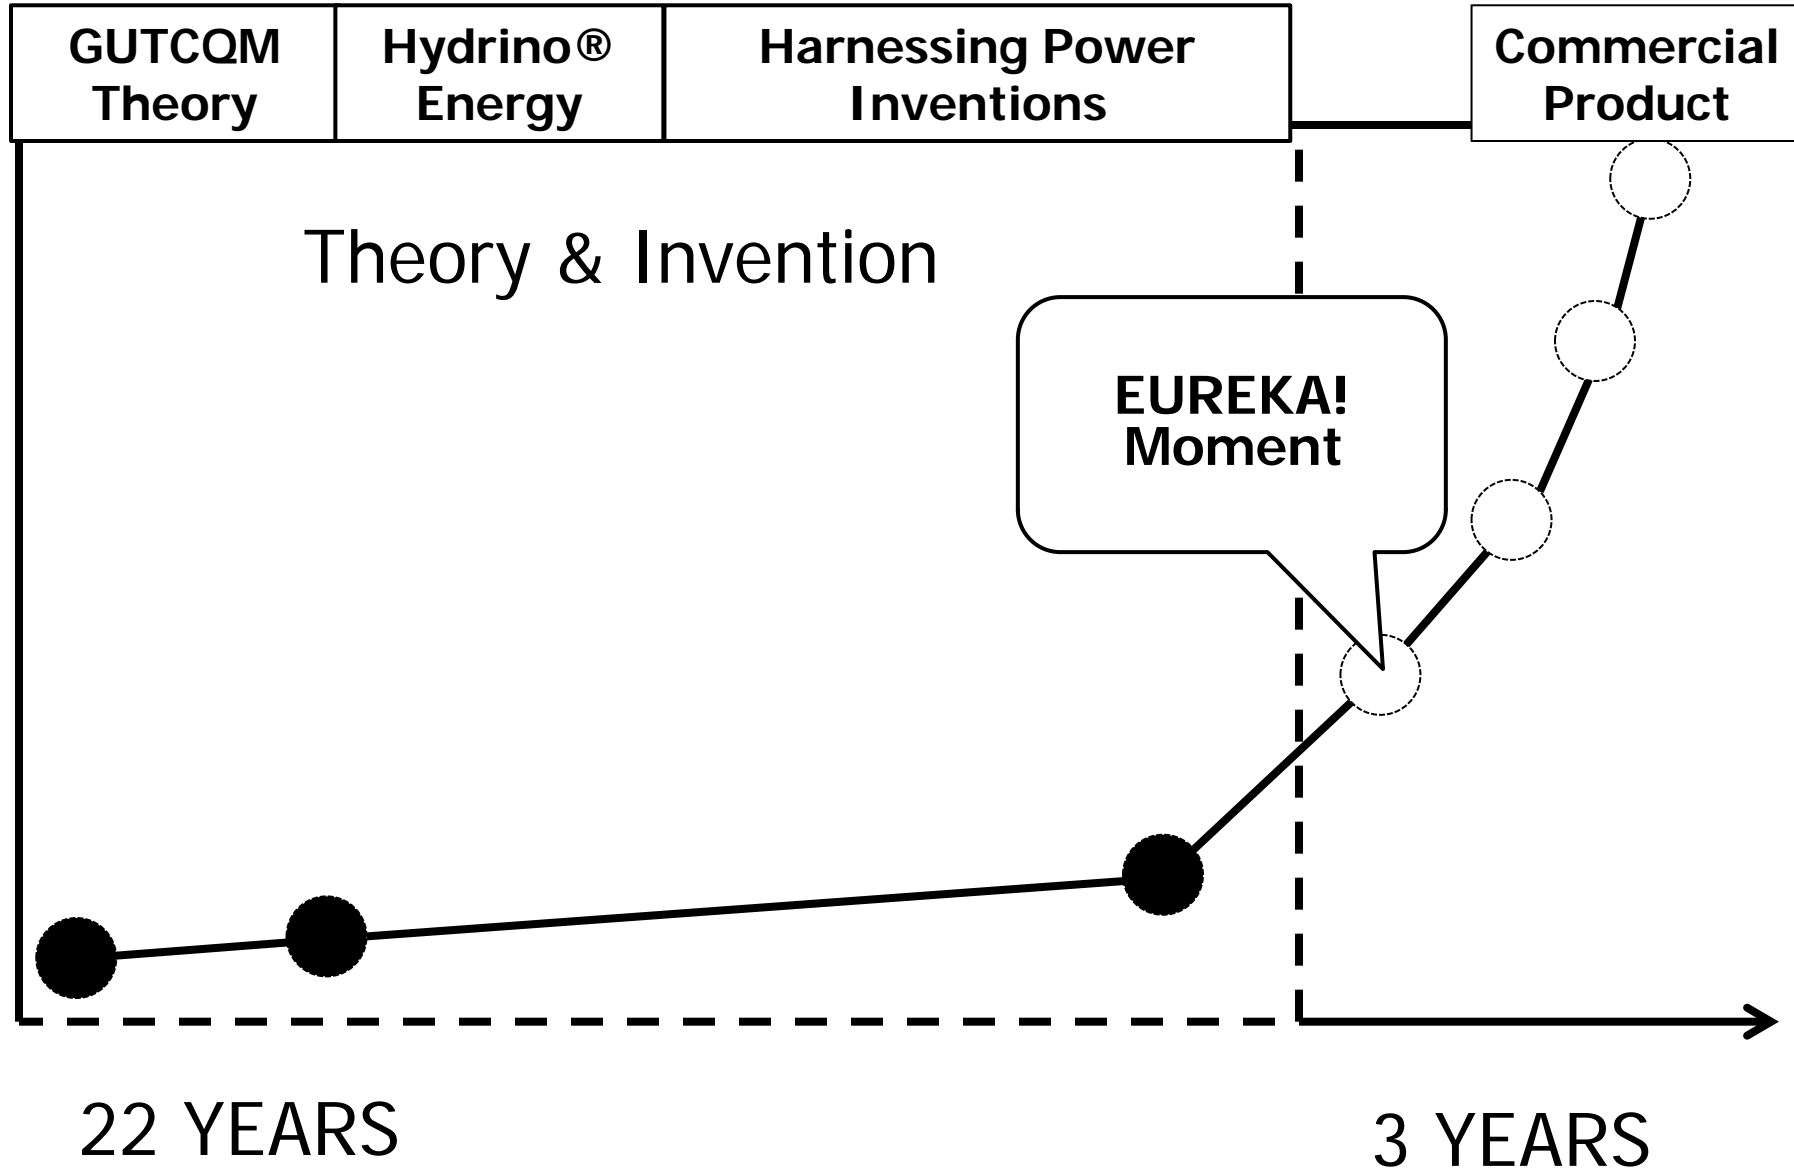 GUTCQM
Theory
Hydrino®
Energy
Harnessing Power
Inventions
Commercial
Product
Theory & Invention
EUREKA!
Moment
22 YEARS
3 YEARS